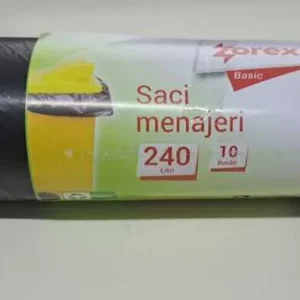 Zorex
Basic
Saci
menajeri
240 10
Litri Bucăți